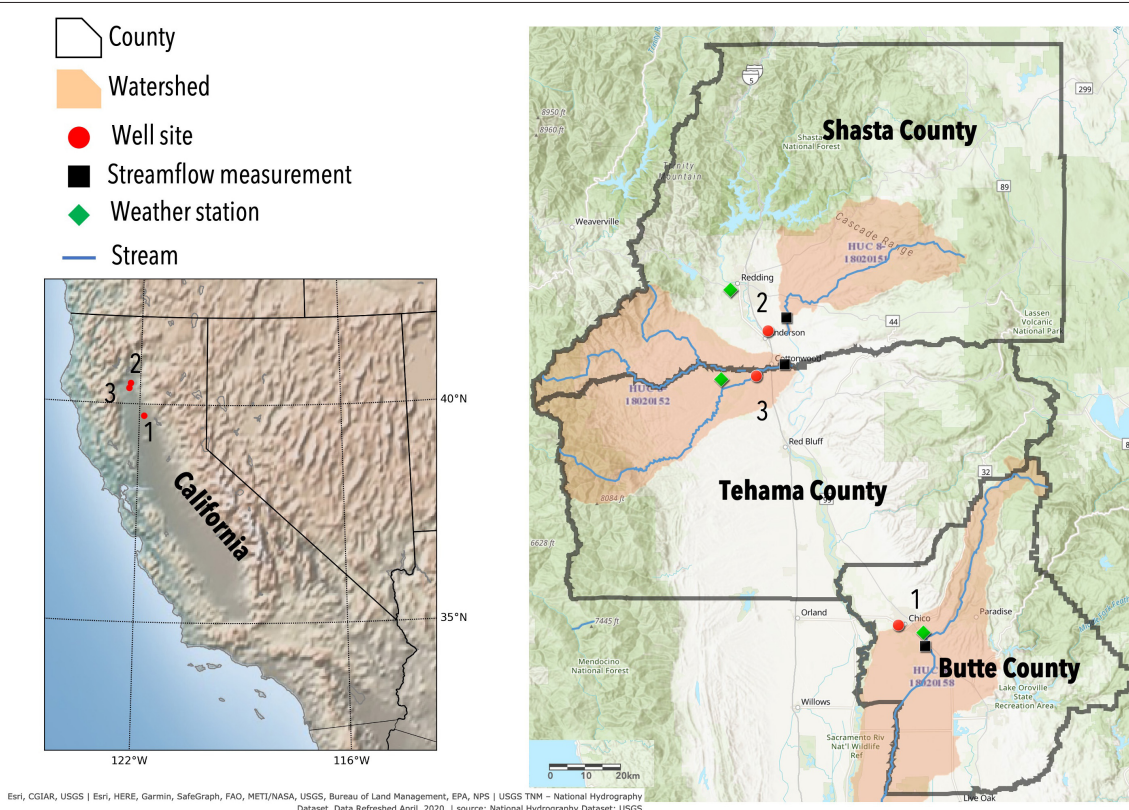 County
Watershed
Well site
Streamflow measurement
Weather station
Stream
2
3
1
California
40°N
35°N
122°W
116°W
5
299
8950 ft
8960 ft
Shasta County
Shasta
National Forest
Trinity
Mountain
89
Weaverville
Cascade Range
HUC 8-
18020151
Redding
2
44
Anderson
Lassen
Volcanic
National Park
Cottonwood
18020152
3
Red Bluff
32
Tehama County
99
8084 ft
6628 ft
1
Orland
Chico
Paradise
7445 ft
Mendocino
National Forest
HUC
18020158
Butte County
Lake Oroville
State
Recreation Area
Willows
Sacramento Riv
Nat'l Wildlife
Ref
0 10 20km
Live Oak
Esri, CGIAR, USGS | Esri, HERE, Garmin, SafeGraph, FAO, METI/NASA, USGS, Bureau of Land Management, EPA, NPS | USGS TNM – National Hydrography
Dataset. Data Refreshed April, 2020. | source: National Hydrography Dataset; USGS